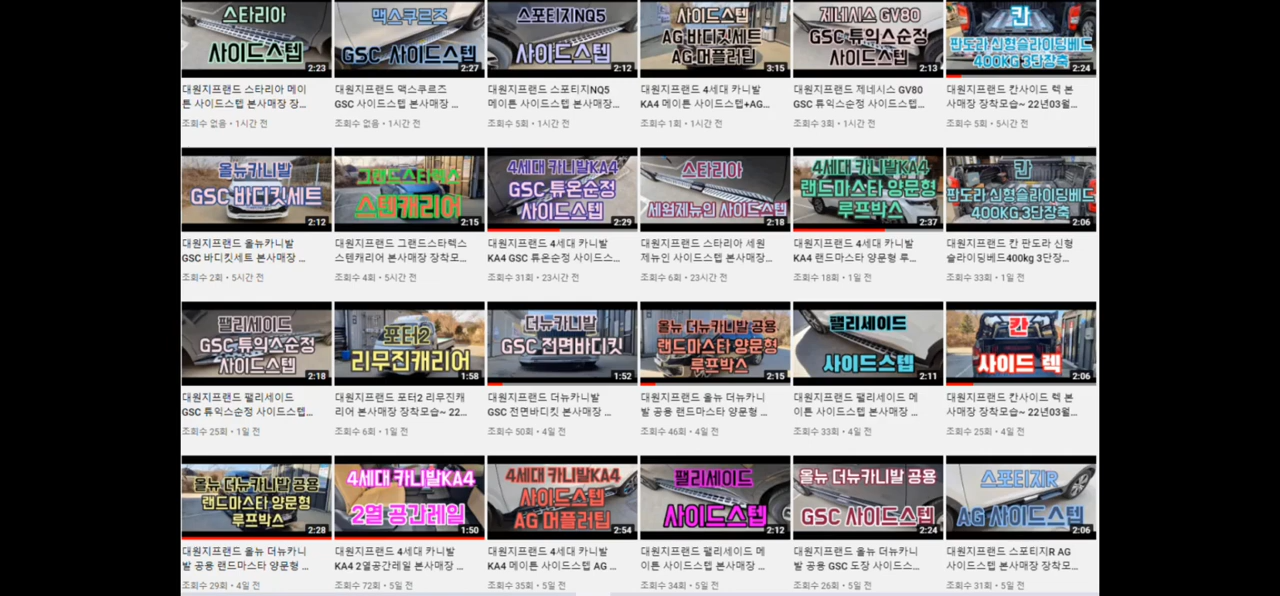 스타리아
사이드스텝
2:23
대원지프랜드 스타리아 메이
튼 사이드스텝 본사매장 장...
조회수 없음 • 1시간 전
맥스쿠르즈
GSC 사이드스텝
2:27
대원지프랜드 맥스쿠르즈
GSC 사이드스텝 본사매장 ...
조회수 없음 • 1시간 전
스포티지NQ5
사이드스텝
2:12
대원지프랜드 스포티지NQ5
메이튼 사이드스텝 본사매장...
조회수 5회 • 1시간 전
사이드스텝
AG 바디킷세트
AG 머플러팁
3:15
대원지프랜드 4세대 카니발
KA4 메이튼 사이드스텝+AG...
조회수 1회 • 1시간 전
제네시스 GV80
GSC 튜익스순정
사이드스텝
2:13
대원지프랜드 제네시스 GV80
GSC 튜익스순정 사이드스텝...
조회수 3회 • 1시간 전
칸
판도라 신형슬라이딩베드
400KG 3단장축
2:24
대원지프랜드 칸사이드 렉 본
사매장 장착모습~ 22년03월...
조회수 5회 • 5시간 전
올뉴카니발
GSC 바디킷세트
2:12
대원지프랜드 올뉴카니발
GSC 바디킷세트 본사매장 ...
조회수 2회 • 5시간 전
그랜드스타렉스
스텐캐리어
2:15
대원지프랜드 그랜드스타렉스
스텐캐리어 본사매장 장착모...
조회수 4회 • 5시간 전
4세대 카니발KA4
GSC 튜온순정
사이드스텝
2:29
대원지프랜드 4세대 카니발
KA4 GSC 튜온순정 사이드스...
조회수 31회 • 23시간 전
스타리아
세원제뉴인 사이드스텝
2:18
대원지프랜드 스타리아 세원
제뉴인 사이드스텝 본사매장...
조회수 6회 • 23시간 전
4세대 카니발KA4
랜드마스타 양문형
루프박스
2:37
대원지프랜드 4세대 카니발
KA4 랜드마스타 양문형 루...
조회수 18회 • 1일 전
칸
판도라 신형슬라이딩베드
400KG 3단장축
2:06
대원지프랜드 칸 판도라 신형
슬라이딩베드400kg 3단장...
조회수 33회 • 1일 전
팰리세이드
GSC 튜익스순정
사이드스텝
2:18
대원지프랜드 팰리세이드
GSC 튜익스순정 사이드스텝...
조회수 25회 • 1일 전
포터2
리무진캐리어
1:58
대원지프랜드 포터2 리무진캐
리어 본사매장 장착모습~ 22...
조회수 6회 • 1일 전
더뉴카니발
GSC 전면바디킷
1:52
대원지프랜드 더뉴카니발
GSC 전면바디킷 본사매장 ...
조회수 50회 • 4일 전
올뉴 더뉴카니발 공용
랜드마스타 양문형
루프박스
2:15
대원지프랜드 올뉴 더뉴카니
발 공용 랜드마스타 양문형 ...
조회수 46회 • 4일 전
팰리세이드
사이드스텝
2:11
대원지프랜드 팰리세이드 메
이튼 사이드스텝 본사매장 ...
조회수 33회 • 4일 전
칸
사이드 렉
2:06
대원지프랜드 칸사이드 렉 본
사매장 장착모습~ 22년03월...
조회수 25회 • 4일 전
올뉴 더뉴카니발 공용
랜드마스타 양문형
루프박스
2:28
대원지프랜드 올뉴 더뉴카니
발 공용 랜드마스타 양문형 ...
조회수 29회 • 4일 전
4세대 카니발KA4
2열 공간레일
1:50
대원지프랜드 4세대 카니발
KA4 2열공간레일 본사매장 ...
조회수 72회 • 5일 전
4세대 카니발KA4
사이드스텝
AG 머플러팁
2:54
대원지프랜드 4세대 카니발
KA4 메이튼 사이드스텝 AG ...
조회수 35회 • 5일 전
팰리세이드
사이드스텝
2:12
대원지프랜드 팰리세이드 메
이튼 사이드스텝 본사매장 ...
조회수 34회 • 5일 전
올뉴 더뉴카니발 공용
GSC 사이드스텝
2:24
대원지프랜드 올뉴 더뉴카니
발 공용 GSC 도장 사이드스...
조회수 26회 • 5일 전
스포티지R
AG 사이드스텝
2:06
대원지프랜드 스포티지R AG
사이드스텝 본사매장 장착모...
조회수 31회 • 5일 전